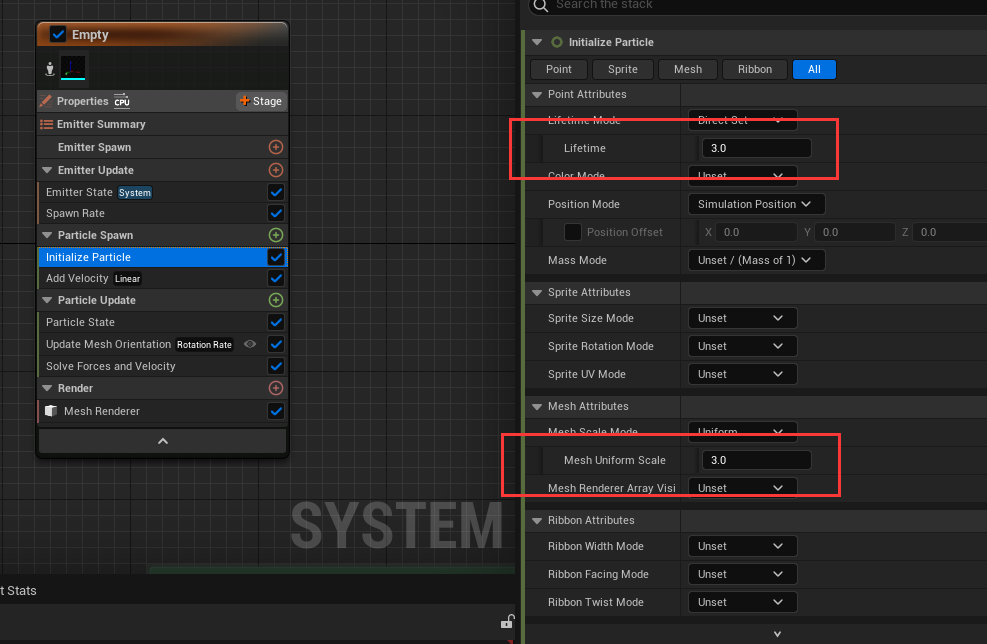 Search the stack
Empty
Properties CPU Stage
Emitter Summary
Emitter Spawn
Emitter Update
Emitter State System
Spawn Rate
Particle Spawn
Initialize Particle
Add Velocity Linear
Particle Update
Particle State
Update Mesh Orientation Rotation Rate
Solve Forces and Velocity
Render
Mesh Renderer
SYSTEM
t Stats
Initialize Particle
Point Sprite Mesh Ribbon All
Point Attributes
Lifetime Mode Direct Set
Lifetime 3.0
Color Mode Unset
Position Mode Simulation Position
Position Offset X 0.0 Y 0.0 Z 0.0
Mass Mode Unset / (Mass of 1)
Sprite Attributes
Sprite Size Mode Unset
Sprite Rotation Mode Unset
Sprite UV Mode Unset
Mesh Attributes
Mesh Scale Mode Uniform
Mesh Uniform Scale 3.0
Mesh Renderer Array Visi Unset
Ribbon Attributes
Ribbon Width Mode Unset
Ribbon Facing Mode Unset
Ribbon Twist Mode Unset